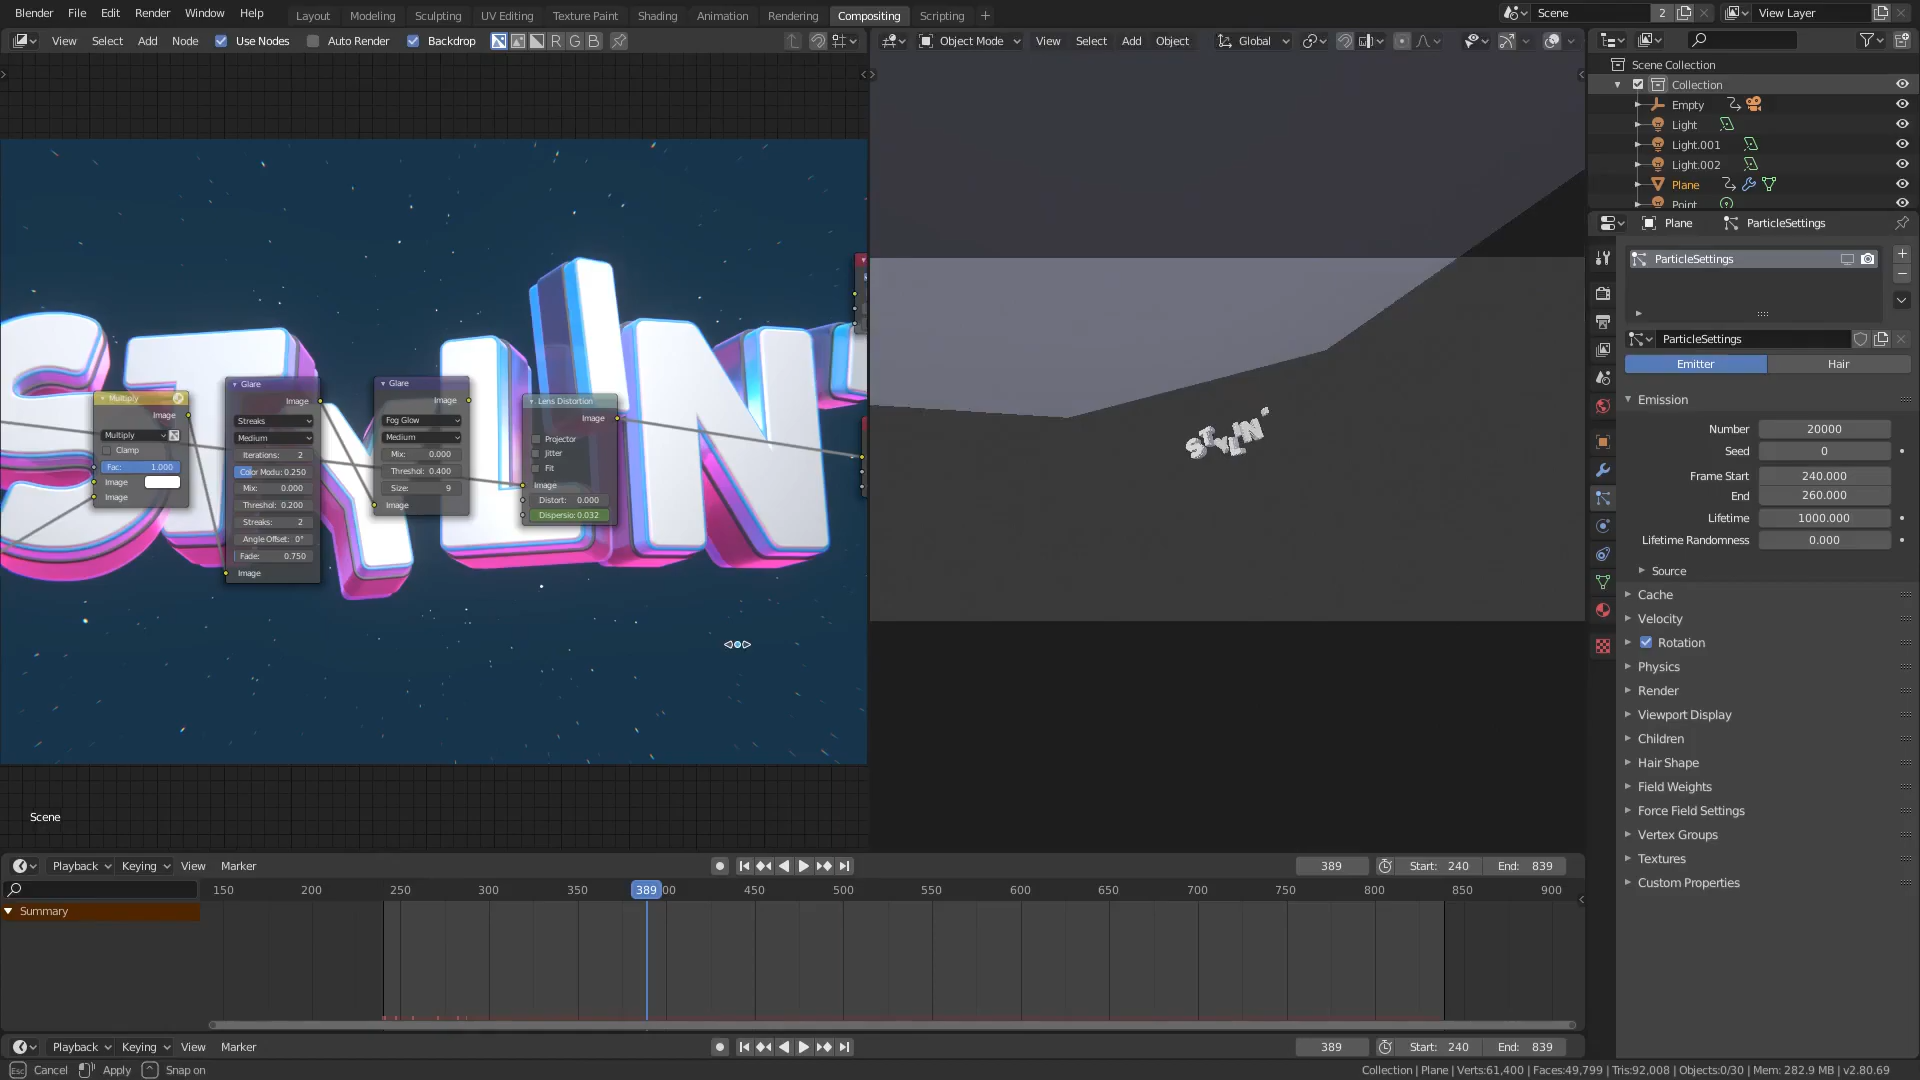 Blender File Edit Render Window Help Layout Modeling Sculpting UV Editing Texture Paint Shading Animation Rendering Compositing Scripting + Scene 2 View Layer
View Select Add Node Use Nodes Auto Render Backdrop R G B Object Mode View Select Add Object Global
Scene Collection
Collection
Empty
Light
Light.001
Light.002
Plane
Point
Plane ParticleSettings
ParticleSettings
ParticleSettings
Emitter Hair
Emission
Number 20000
Seed 0
Frame Start 240.000
End 260.000
Lifetime 1000.000
Lifetime Randomness 0.000
Source
Cache
Velocity
Rotation
Physics
Render
Viewport Display
Children
Hair Shape
Field Weights
Force Field Settings
Vertex Groups
Textures
Custom Properties
STYLIN'
Multiply
Image
Multiply
Clamp
Fac: 1.000
Image
Image
Glare
Image
Streaks
Medium
Iterations: 2
Color Modu: 0.250
Mix: 0.000
Threshol: 0.200
Streaks: 2
Angle Offset: 0°
Fade: 0.750
Image
Glare
Image
Fog Glow
Medium
Mix: 0.000
Threshol: 0.400
Size: 9
Image
Lens Distortion
Image
Projector
Jitter
Fit
Image
Distort: 0.000
Dispersio: 0.032
STYLIN'
Scene
Playback Keying View Marker 389 Start: 240 End: 839
150 200 250 300 350 389 00 450 500 550 600 650 700 750 800 850 900
Summary
Playback Keying View Marker 389 Start: 240 End: 839
Esc Cancel Apply Snap on Collection | Plane | Verts:61,400 | Faces:49,799 | Tris:92,008 | Objects:0/30 | Mem: 282.9 MB | v2.80.69